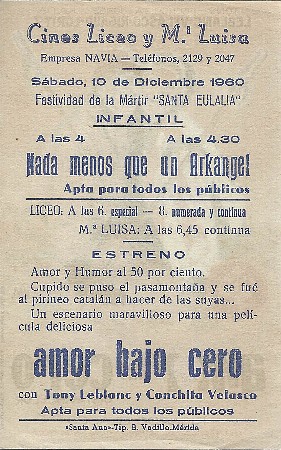 Cines Liceo y M.ª Luisa
Empresa NAVIA — Teléfonos, 2129 y 2047
Sábado, 10 de Diciembre 1960
Festividad de la Mártir "SANTA EULALIA"
INFANTIL
A las 4 A las 4.30
Nada menos que un Arkangel
Apta para todos los públicos
LICEO: A las 6. especial — 8. numerada y contínua
M.ª LUISA: A las 6,45 contínua
ESTRENO
Amor y Humor al 50 por ciento.
Cupido se puso el pasamontaña y se fué
al pirineo catalán a hacer de las suyas...
Un escenario maravilloso para una pelí-
cula deliciosa
amor bajo cero
con Tony Leblanc y Conchita Velasco
Apta para todos los públicos
«Santa Ana»-Tip. B. Vadillo.Mérida